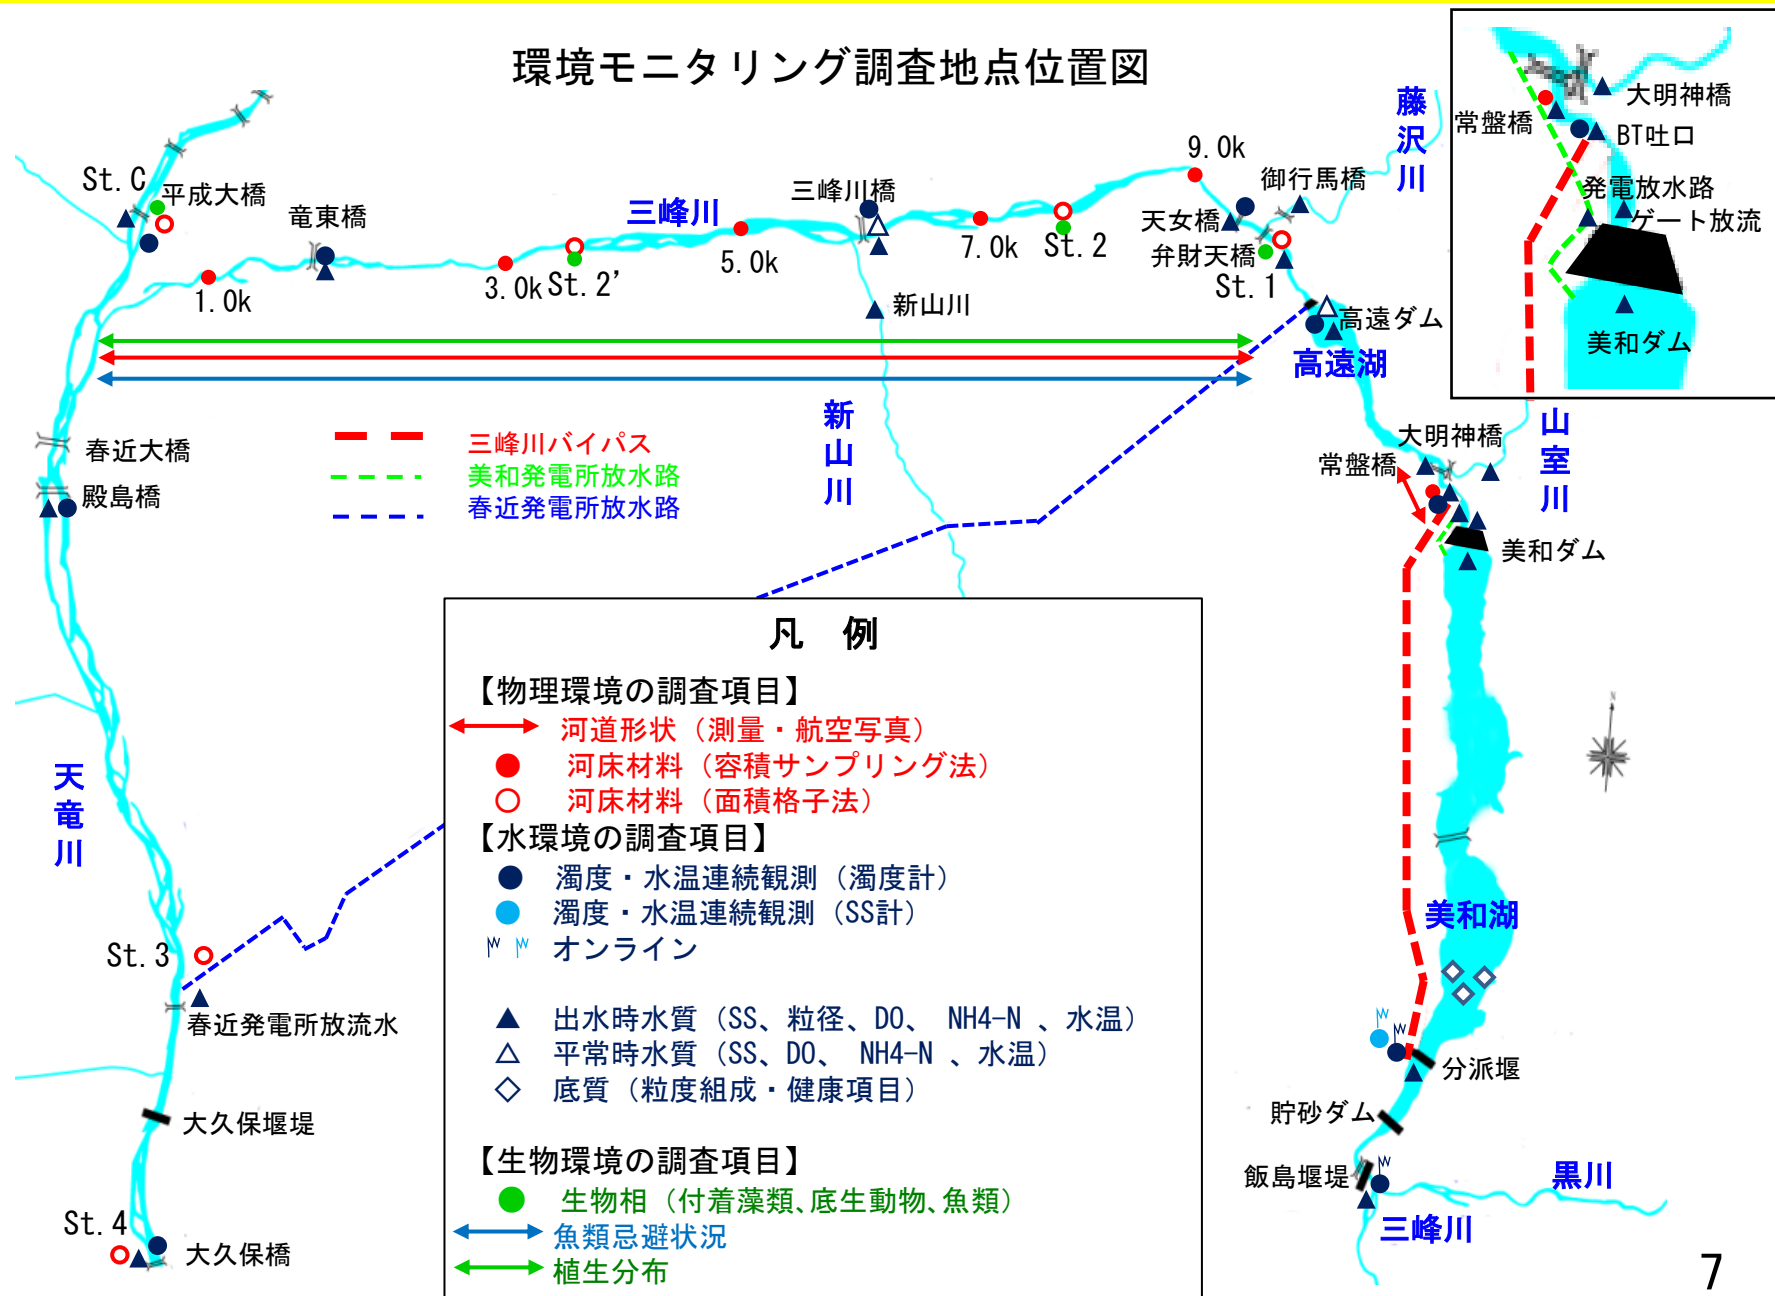 環境モニタリング調査地点位置図
藤沢川
大明神橋
常盤橋
BT吐口
発電放水路
ゲート放流
美和ダム
9.0k
御行馬橋
St.C
平成大橋
竜東橋
三峰川
三峰川橋
天女橋
弁財天橋
St.1
1.0k
3.0k
St.2’
5.0k
7.0k
St.2
新山川
高遠ダム
高遠湖
新山川
山室川
大明神橋
常盤橋
美和ダム
春近大橋
殿島橋
三峰川バイパス
美和発電所放水路
春近発電所放水路
天竜川
凡 例
【物理環境の調査項目】
河道形状（測量・航空写真）
河床材料（容積サンプリング法）
河床材料（面積格子法）
【水環境の調査項目】
濁度・水温連続観測（濁度計）
濁度・水温連続観測（SS計）
オンライン
出水時水質（SS、粒径、DO、 NH4-N 、水温）
平常時水質（SS、DO、 NH4-N 、水温）
底質（粒度組成・健康項目）
【生物環境の調査項目】
生物相（付着藻類、底生動物、魚類）
魚類忌避状況
植生分布
N
美和湖
St.3
春近発電所放流水
大久保堰堤
St.4
大久保橋
分派堰
貯砂ダム
飯島堰堤
黒川
三峰川
7